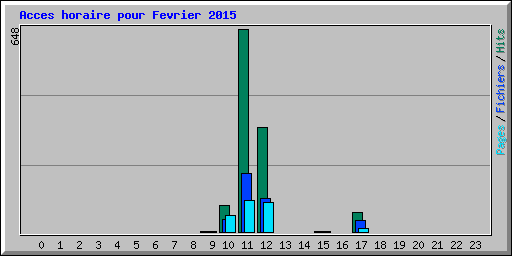 Acces horaire pour Fevrier 2015
648
Pages/Fichiers/Hits
0 1 2 3 4 5 6 7 8 9 10 11 12 13 14 15 16 17 18 19 20 21 22 23